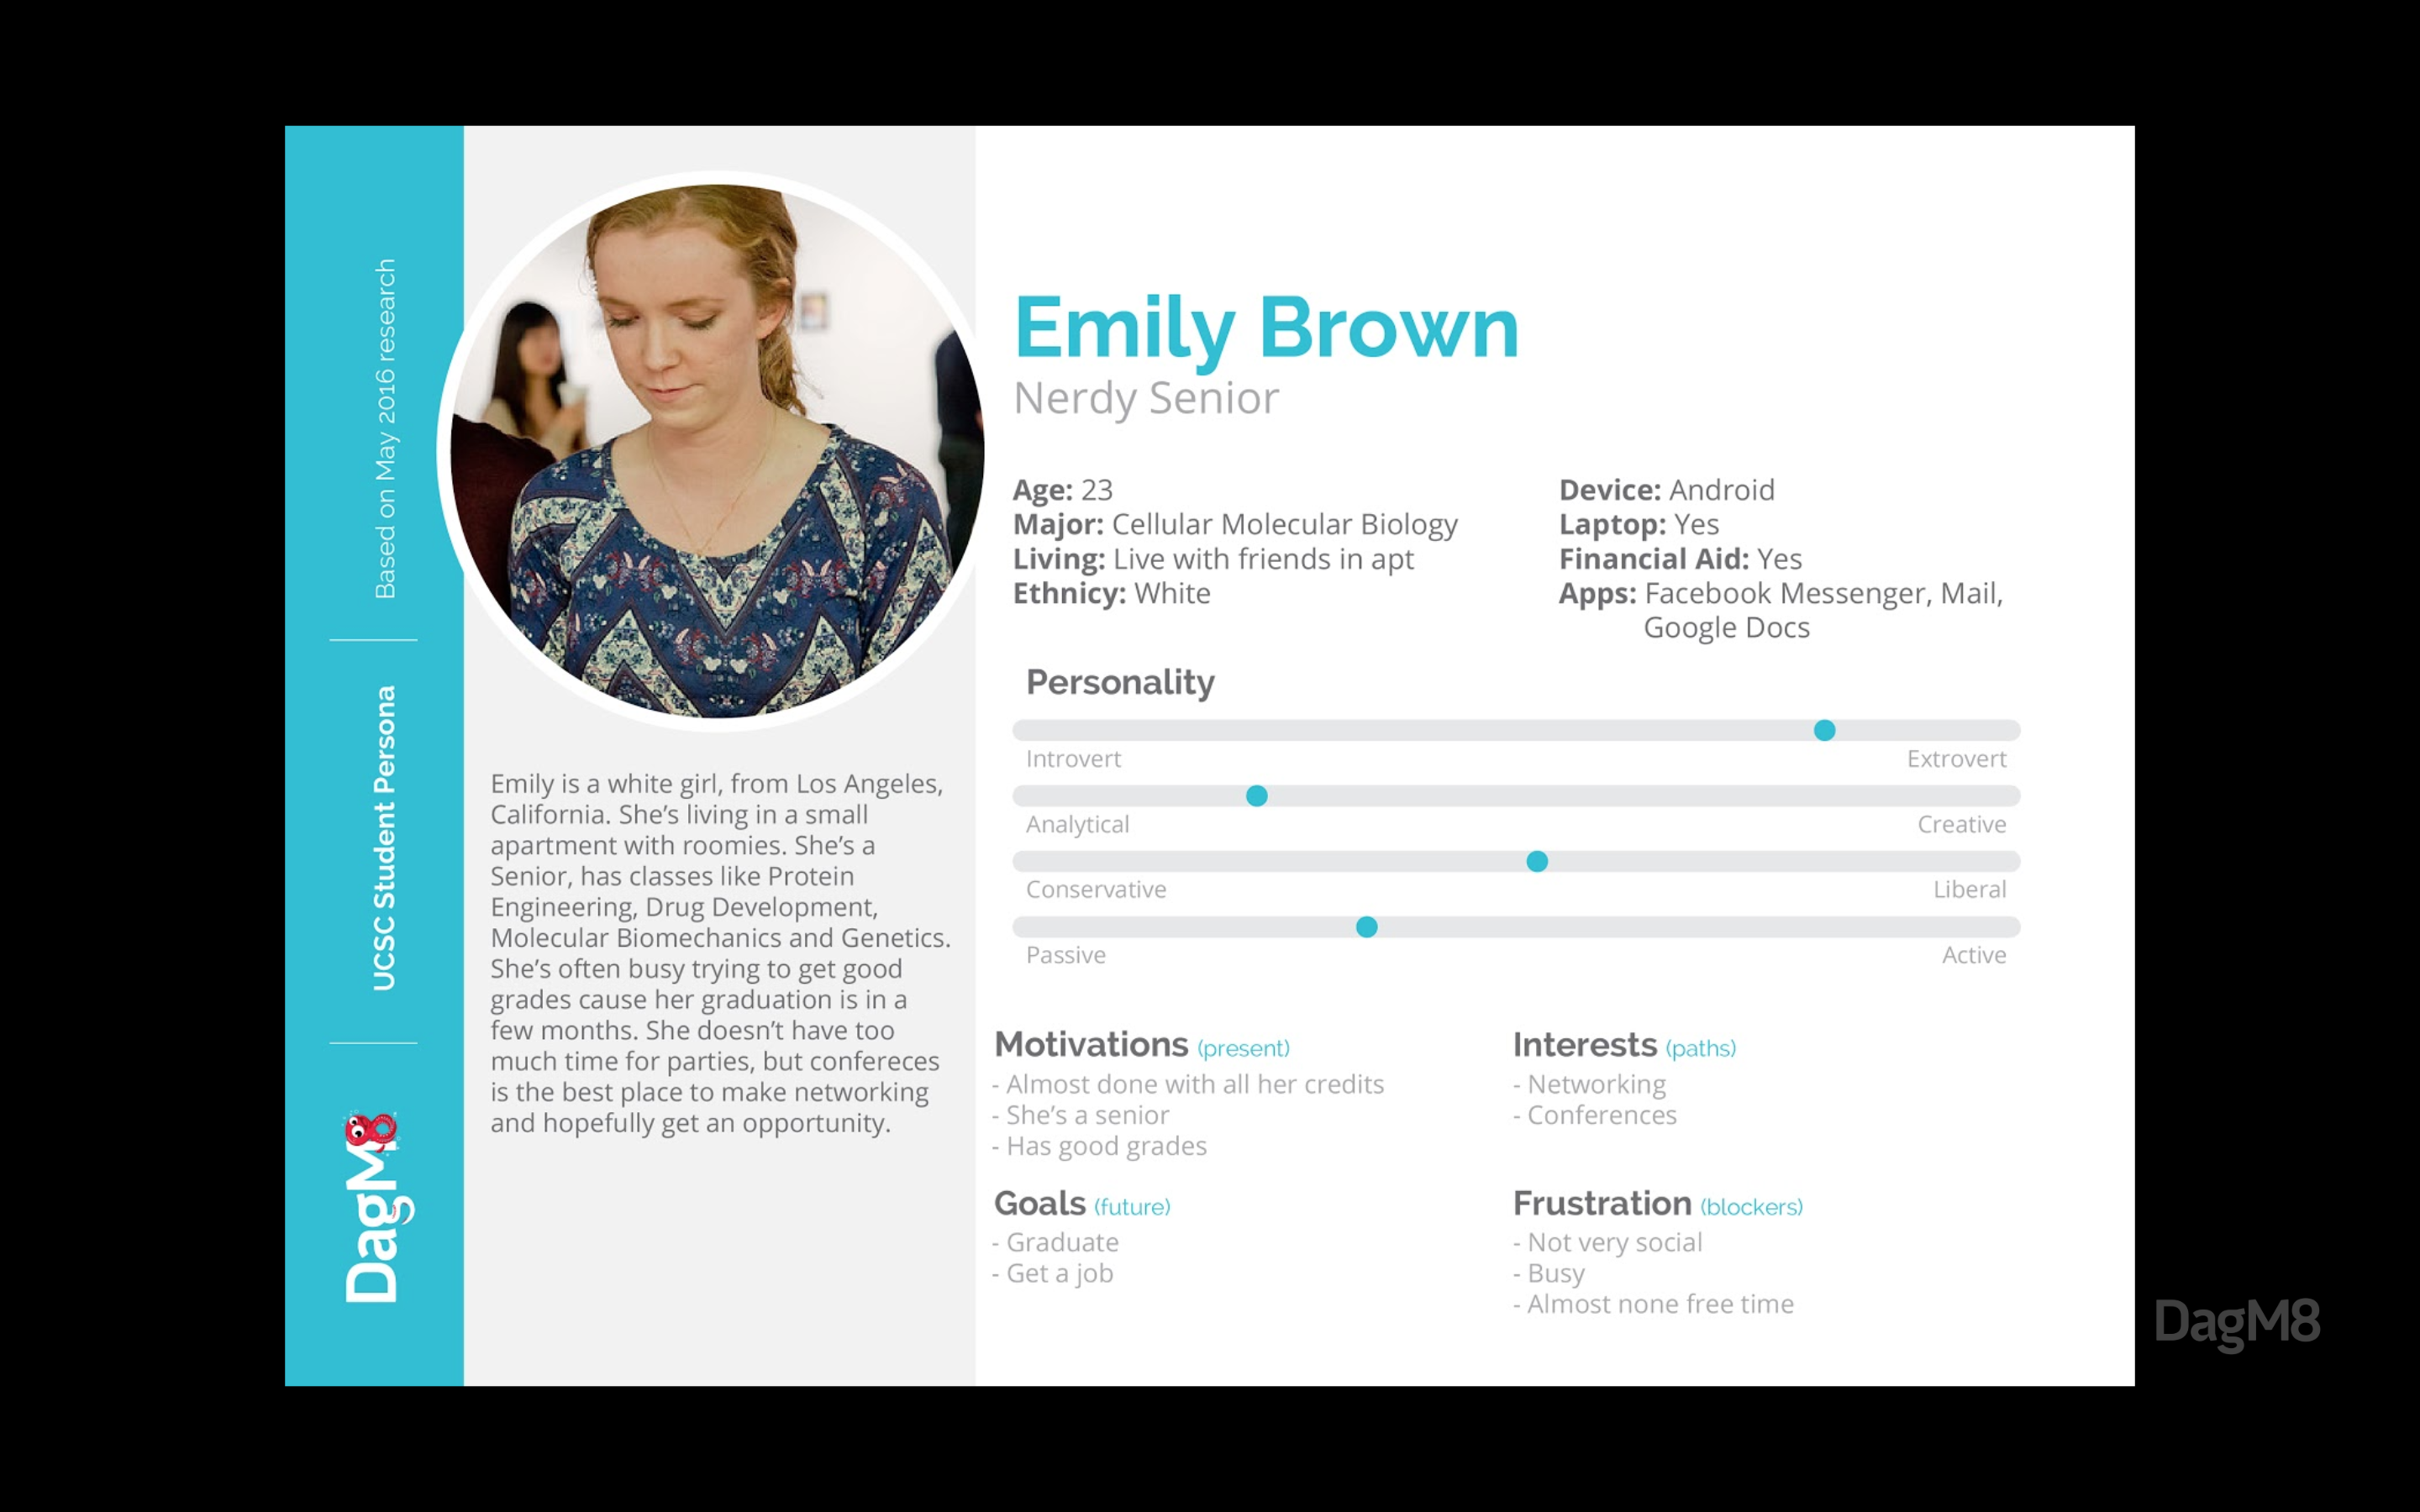 Based on May 2016 research
UCSC Student Persona
DagM8
Emily is a white girl, from Los Angeles,
California. She's living in a small
apartment with roomies. She's a
Senior, has classes like Protein
Engineering, Drug Development,
Molecular Biomechanics and Genetics.
She's often busy trying to get good
grades cause her graduation is in a
few months. She doesn't have too
much time for parties, but confereces
is the best place to make networking
and hopefully get an opportunity.
Emily Brown
Nerdy Senior
Age: 23
Major: Cellular Molecular Biology
Living: Live with friends in apt
Ethnicy: White
Device: Android
Laptop: Yes
Financial Aid: Yes
Apps: Facebook Messenger, Mail,
Google Docs
Personality
Introvert Extrovert
Analytical Creative
Conservative Liberal
Passive Active
Motivations (present)
- Almost done with all her credits
- She's a senior
- Has good grades
Interests (paths)
- Networking
- Conferences
Goals (future)
- Graduate
- Get a job
Frustration (blockers)
- Not very social
- Busy
- Almost none free time
DagM8